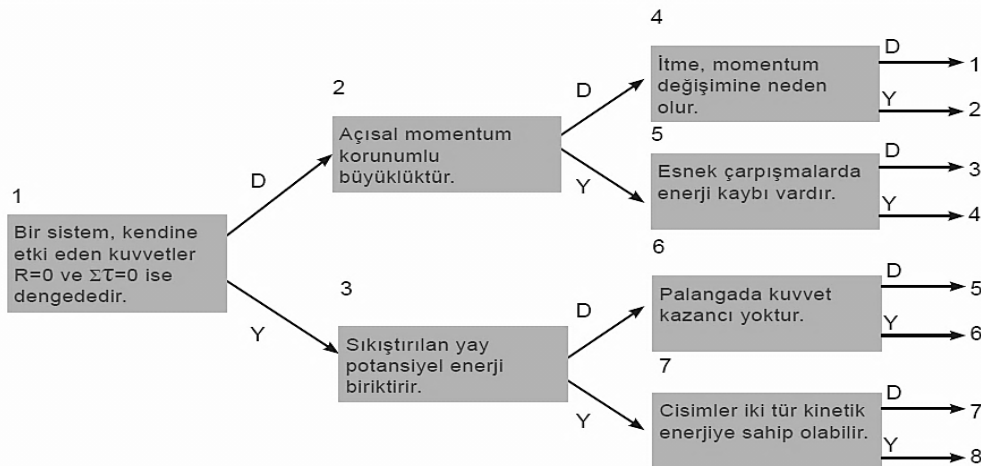 1
Bir sistem, kendine
etki eden kuvvetler
R=0 ve Στ=0 ise
dengededir.
D
Y
2
Açısal momentum
korunumlu
büyüklüktür.
D
Y
3
Sıkıştırılan yay
potansiyel enerji
biriktirir.
D
Y
4
İtme, momentum
değişimine neden
olur.
D
1
Y
2
5
Esnek çarpışmalarda
enerji kaybı vardır.
D
3
Y
4
6
Palangada kuvvet
kazancı yoktur.
D
5
Y
6
7
Cisimler iki tür kinetik
enerjiye sahip olabilir.
D
7
Y
8